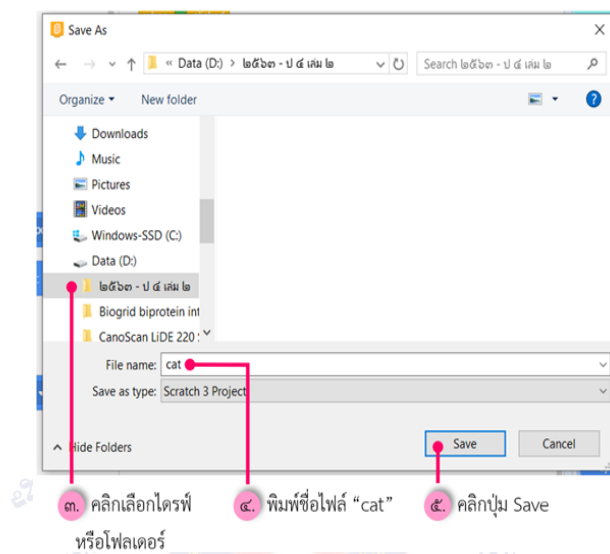 Save As
« Data (D:) › ๒๕๖๓ - ป ๔ เล่ม ๒
Search ๒๕๖๓ - ป ๔ เล่ม ๒
Organize
New folder
Downloads
Music
Pictures
Videos
Windows-SSD (C:)
Data (D:)
๒๕๖๓ - ป ๔ เล่ม ๒
Biogrid biprotein int
CanoScan LiDE 220
File name: cat
Save as type: Scratch 3 Project
Hide Folders
Save
Cancel
๓. คลิกเลือกไดรฟ์
หรือโฟลเดอร์
๔. พิมพ์ชื่อไฟล์ “cat”
๕. คลิกปุ่ม Save